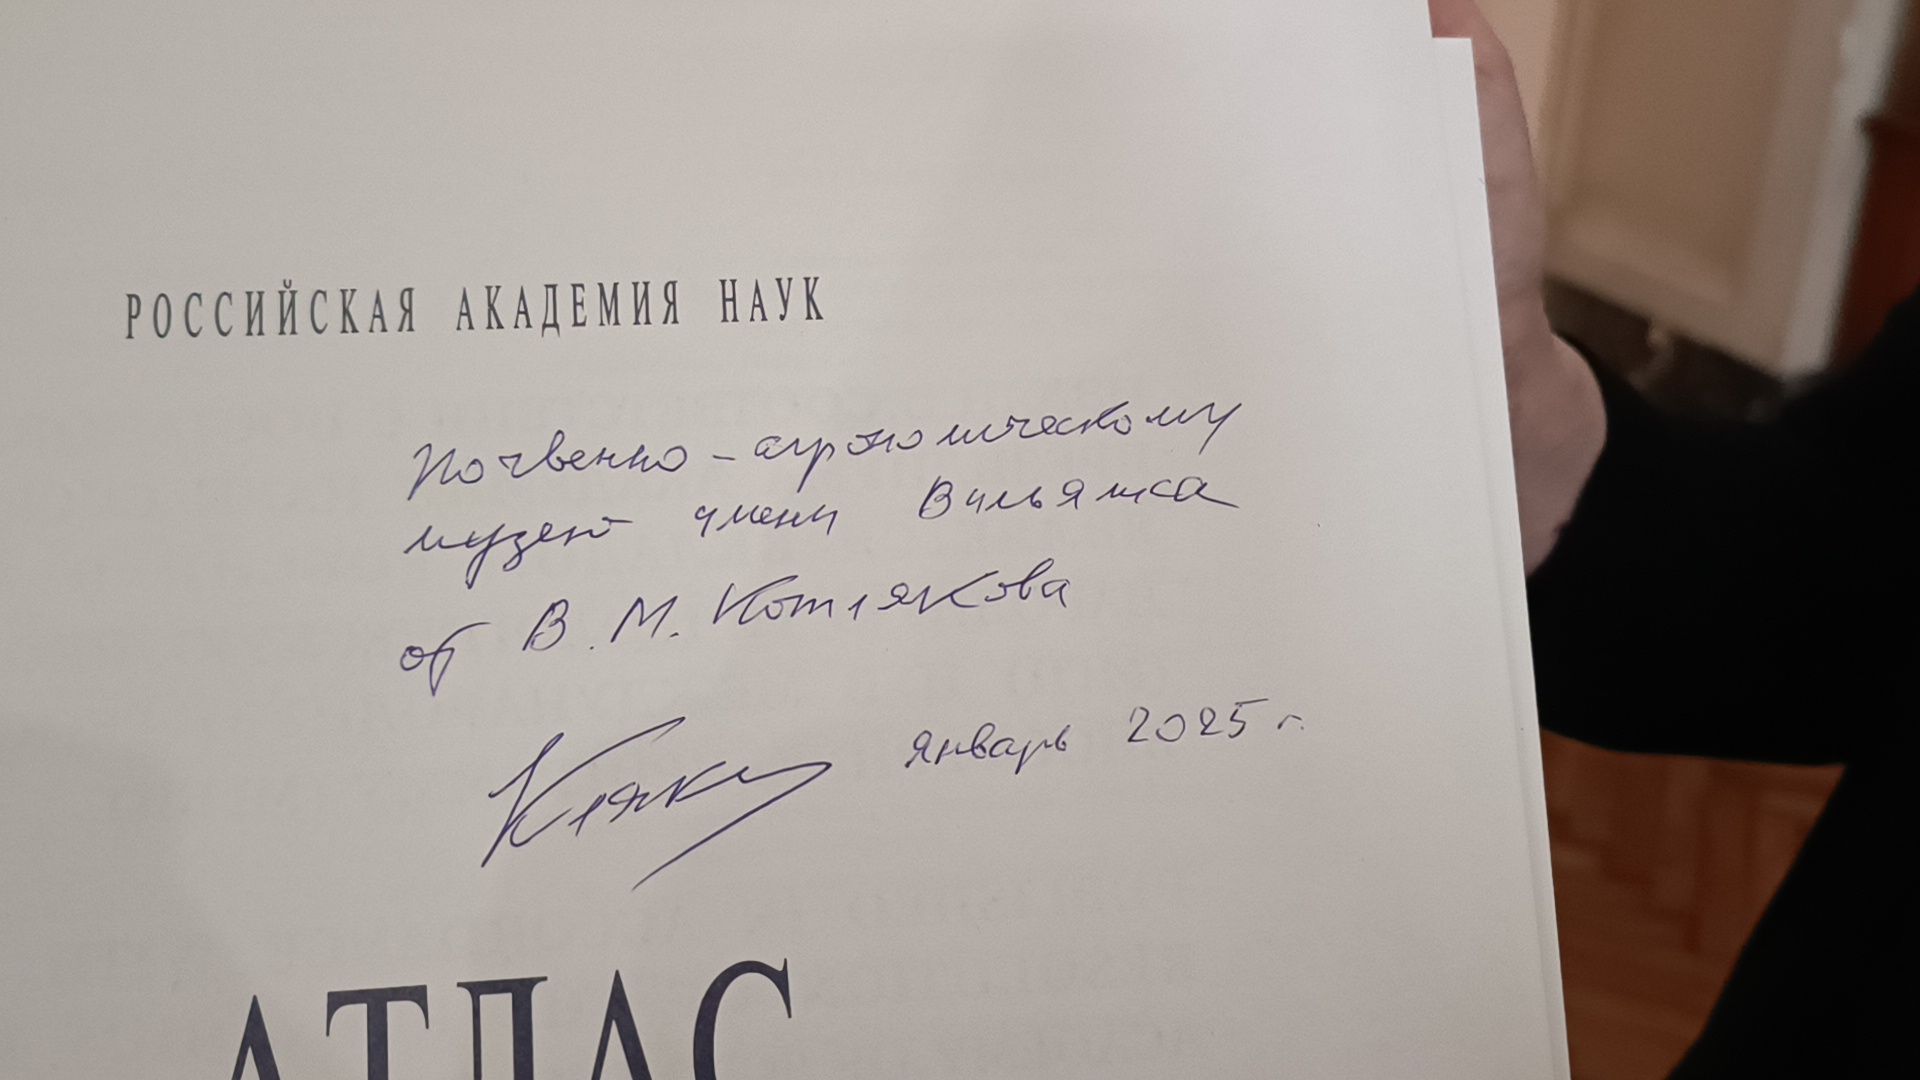 РОССИЙСКАЯ АКАДЕМИЯ НАУК
Почвенно-агрономическому
музею имени Вильямса
от В.М. Котлякова
январь 2025 г.
АТЛАС